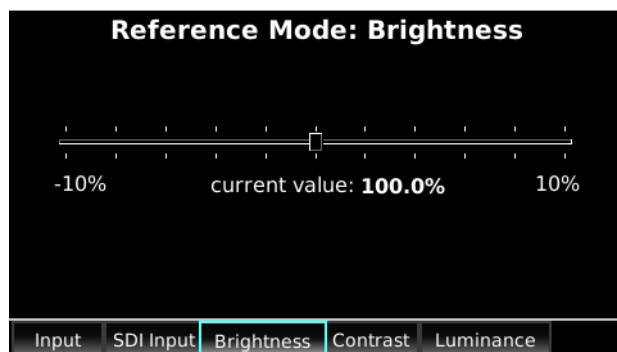 Reference Mode: Brightness
-10% current value: 100.0% 10%
Input SDI Input Brightness Contrast Luminance